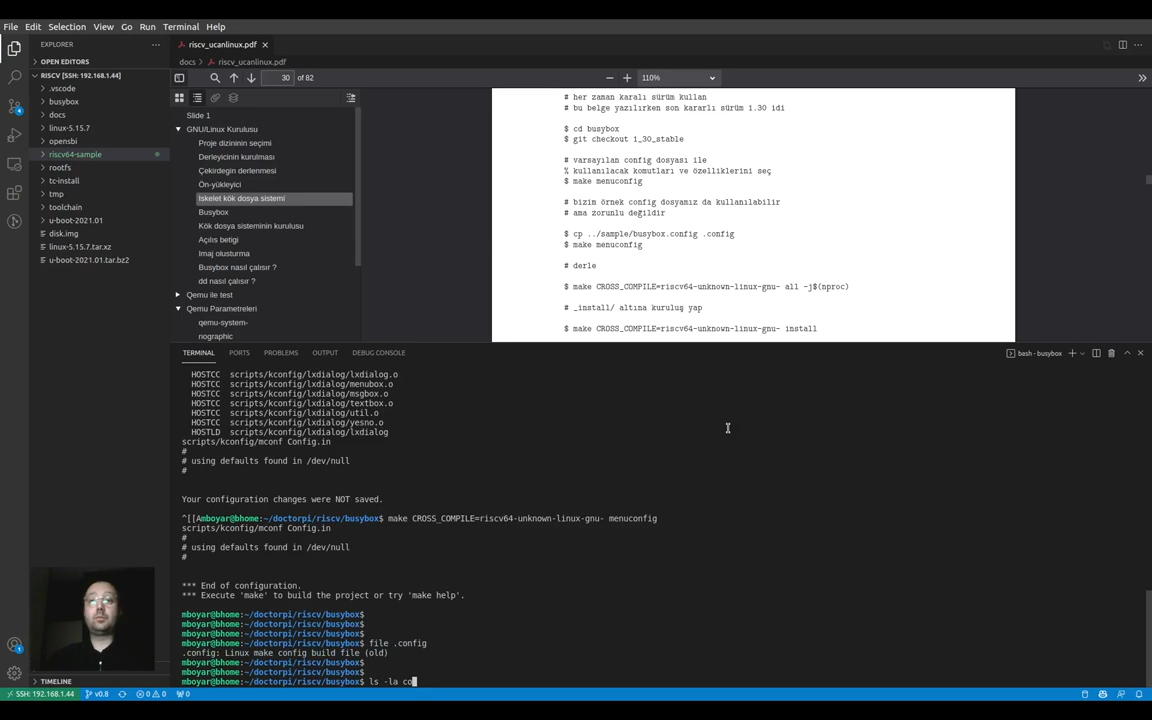 File Edit Selection View Go Run Terminal Help
EXPLORER
OPEN EDITORS
RISCV [SSH: 192.168.1.44]
.vscode
busybox
docs
linux-5.15.7
opensbi
riscv64-sample
rootfs
tc-install
tmp
toolchain
u-boot-2021.01
disk.img
linux-5.15.7.tar.xz
u-boot-2021.01.tar.bz2
TIMELINE
riscv_ucanlinux.pdf
docs > riscv_ucanlinux.pdf
30 of 82
110%
Slide 1
GNU/Linux Kurulusu
Proje dizininin seçimi
Derleyicinin kurulması
Çekirdegin derlenmesi
Ön-yükleyici
Iskelet kök dosya sistemi
Busybox
Kök dosya sisteminin kurulusu
Açılıs betigi
Imaj olusturma
Busybox nasıl çalısır ?
dd nasıl çalısır ?
Qemu ile test
Qemu Parametreleri
qemu-system-
nographic
# her zaman karalı sürüm kullan
# bu belge yazılırken son kararlı sürüm 1.30 idi
$ cd busybox
$ git checkout 1_30_stable
# varsayılan config dosyası ile
% kullanılacak komutları ve özelliklerini seç
$ make menuconfig
# bizim örnek config dosyamız da kullanılabilir
# ama zorunlu değildir
$ cp ../sample/busybox.config .config
$ make menuconfig
# derle
$ make CROSS_COMPILE=riscv64-unknown-linux-gnu- all -j$(nproc)
# _install/ altına kuruluş yap
$ make CROSS_COMPILE=riscv64-unknown-linux-gnu- install
TERMINAL PORTS PROBLEMS OUTPUT DEBUG CONSOLE
bash - busybox
HOSTCC scripts/kconfig/lxdialog/lxdialog.o
HOSTCC scripts/kconfig/lxdialog/menubox.o
HOSTCC scripts/kconfig/lxdialog/msgbox.o
HOSTCC scripts/kconfig/lxdialog/textbox.o
HOSTCC scripts/kconfig/lxdialog/util.o
HOSTCC scripts/kconfig/lxdialog/yesno.o
HOSTLD scripts/kconfig/lxdialog/lxdialog
scripts/kconfig/mconf Config.in
#
# using defaults found in /dev/null
#
Your configuration changes were NOT saved.
^[[Amboyar@bhome:~/doctorpi/riscv/busybox$ make CROSS_COMPILE=riscv64-unknown-linux-gnu- menuconfig
scripts/kconfig/mconf Config.in
#
# using defaults found in /dev/null
#
*** End of configuration.
*** Execute 'make' to build the project or try 'make help'.
mboyar@bhome:~/doctorpi/riscv/busybox$
mboyar@bhome:~/doctorpi/riscv/busybox$
mboyar@bhome:~/doctorpi/riscv/busybox$
mboyar@bhome:~/doctorpi/riscv/busybox$ file .config
.config: Linux make config build file (old)
mboyar@bhome:~/doctorpi/riscv/busybox$
mboyar@bhome:~/doctorpi/riscv/busybox$
mboyar@bhome:~/doctorpi/riscv/busybox$ ls -la co
SSH: 192.168.1.44 v0.8 0 0 0
4
1